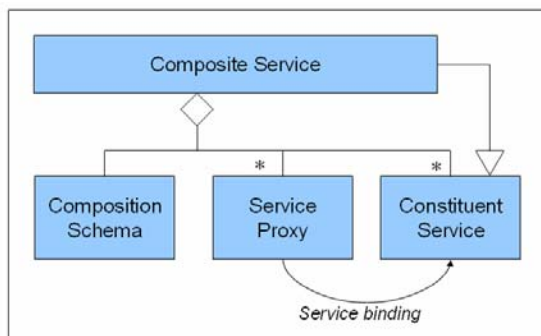 Composite Service
* *
Composition
Schema
Service
Proxy
Constituent
Service
Service binding